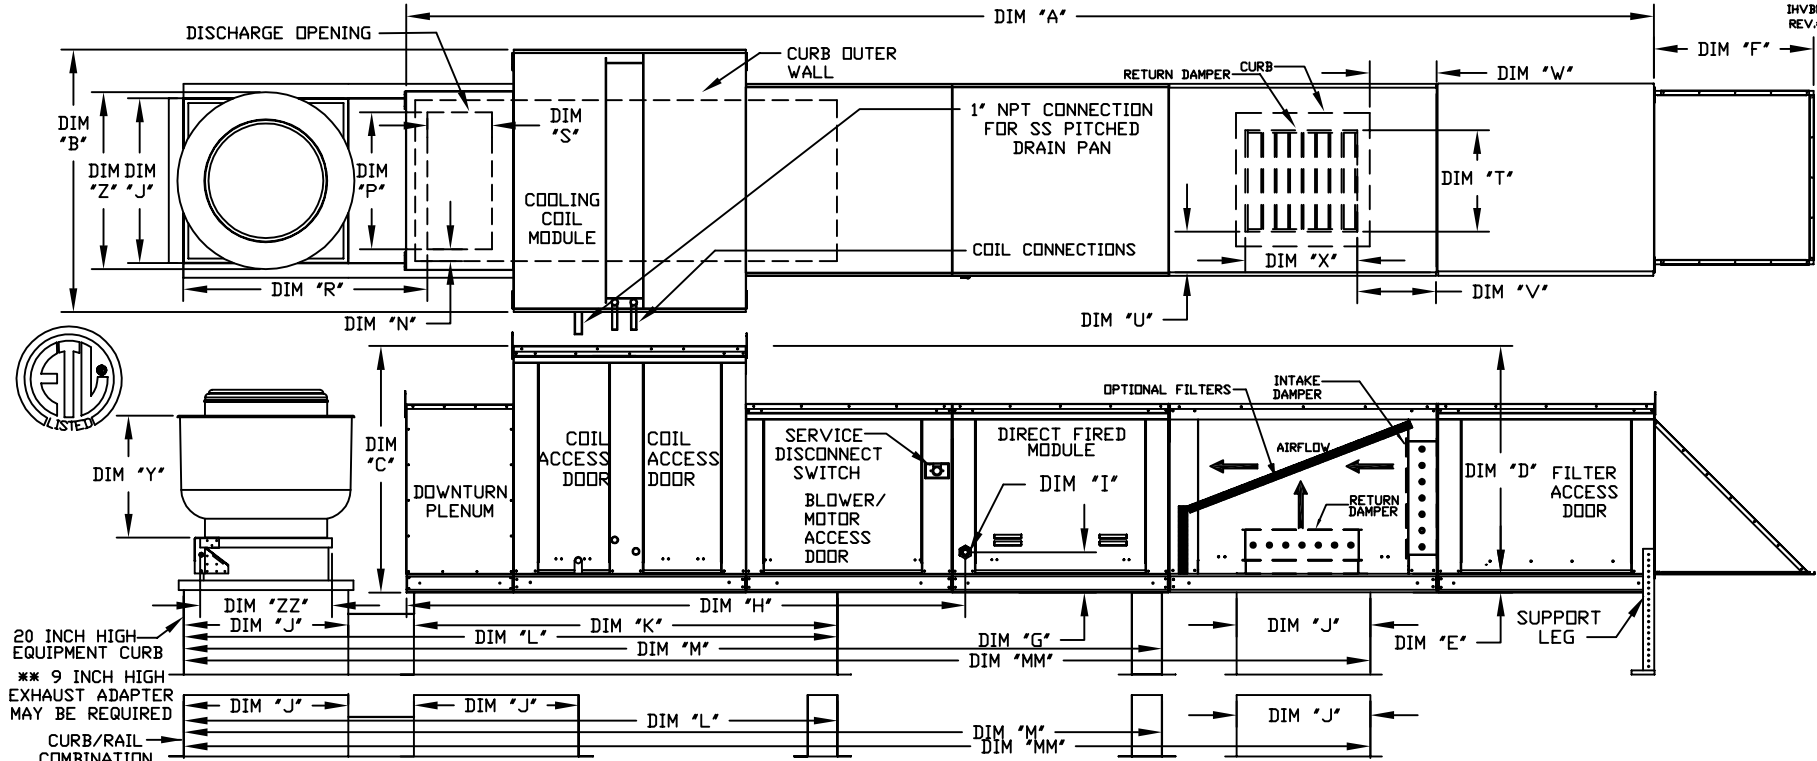 DIM "A"
IHVB
REV.
DISCHARGE OPENING
CURB OUTER
WALL
DIM "F"
RETURN DAMPER
CURB
DIM "W"
DIM
"B"
DIM
"S"
1" NPT CONNECTION
FOR SS PITCHED
DRAIN PAN
DIM
"Z"
DIM
"J"
DIM
"P"
DIM "T"
COOLING
COIL
MODULE
COIL CONNECTIONS
DIM "X"
DIM "R"
DIM "V"
DIM "N"
DIM "U"
LISTED
INTAKE
DAMPER
OPTIONAL FILTERS
DIM
"C"
COIL
ACCESS
DOOR
COIL
ACCESS
DOOR
SERVICE
DISCONNECT
SWITCH
DIRECT FIRED
MODULE
AIRFLOW
DIM "Y"
DIM "D"
FILTER
ACCESS
DOOR
DOWNTURN
PLENUM
BLOWER/
MOTOR
ACCESS
DOOR
DIM "I"
RETURN
DAMPER
DIM "ZZ"
DIM "H"
DIM "J"
DIM "K"
DIM "J"
SUPPORT
LEG
20 INCH HIGH
EQUIPMENT CURB
DIM "L"
DIM "G"
DIM "E"
DIM "M"
DIM "MM"
** 9 INCH HIGH
EXHAUST ADAPTER
MAY BE REQUIRED
DIM "J"
DIM "J"
DIM "J"
DIM "L"
DIM "M"
DIM "MM"
CURB/RAIL
COMBINATION